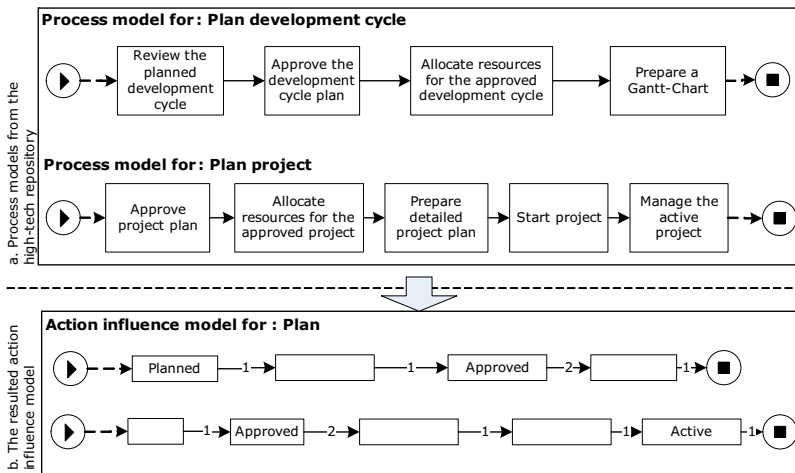 Process model for: Plan development cycle
Review the
planned
development
cycle
Approve the
development
cycle plan
Allocate resources
for the approved
development cycle
Prepare a
Gantt-Chart
Process model for: Plan project
Approve
project plan
Allocate
resources for the
approved project
Prepare
detailed
project plan
Start project
Manage the
active
project
a. Process models from the
high-tech repository
Action influence model for : Plan
Planned
1
1
Approved
2
1
1
Approved
2
1
1
Active
1
b. The resulted action
influence model